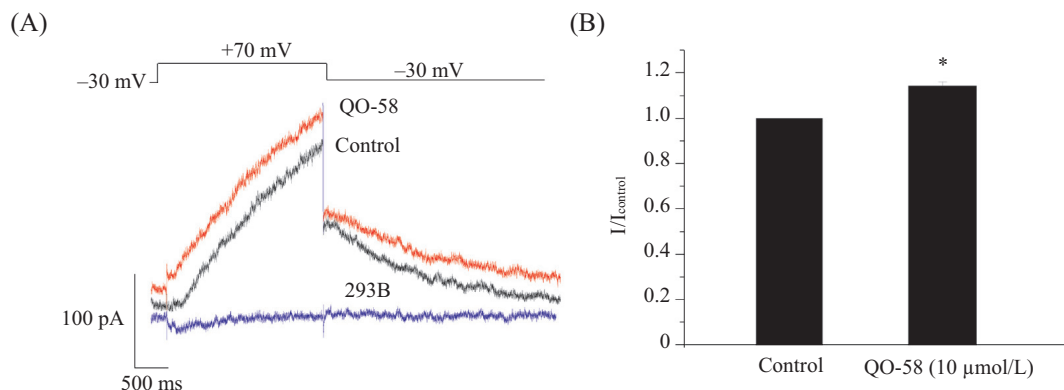 (A)
+70 mV
–30 mV
–30 mV
QO-58
Control
293B
100 pA
500 ms
(B)
*
1.2
1.0
0.8
0.6
0.4
0.2
0
I/Icontrol
Control
QO-58 (10 μmol/L)